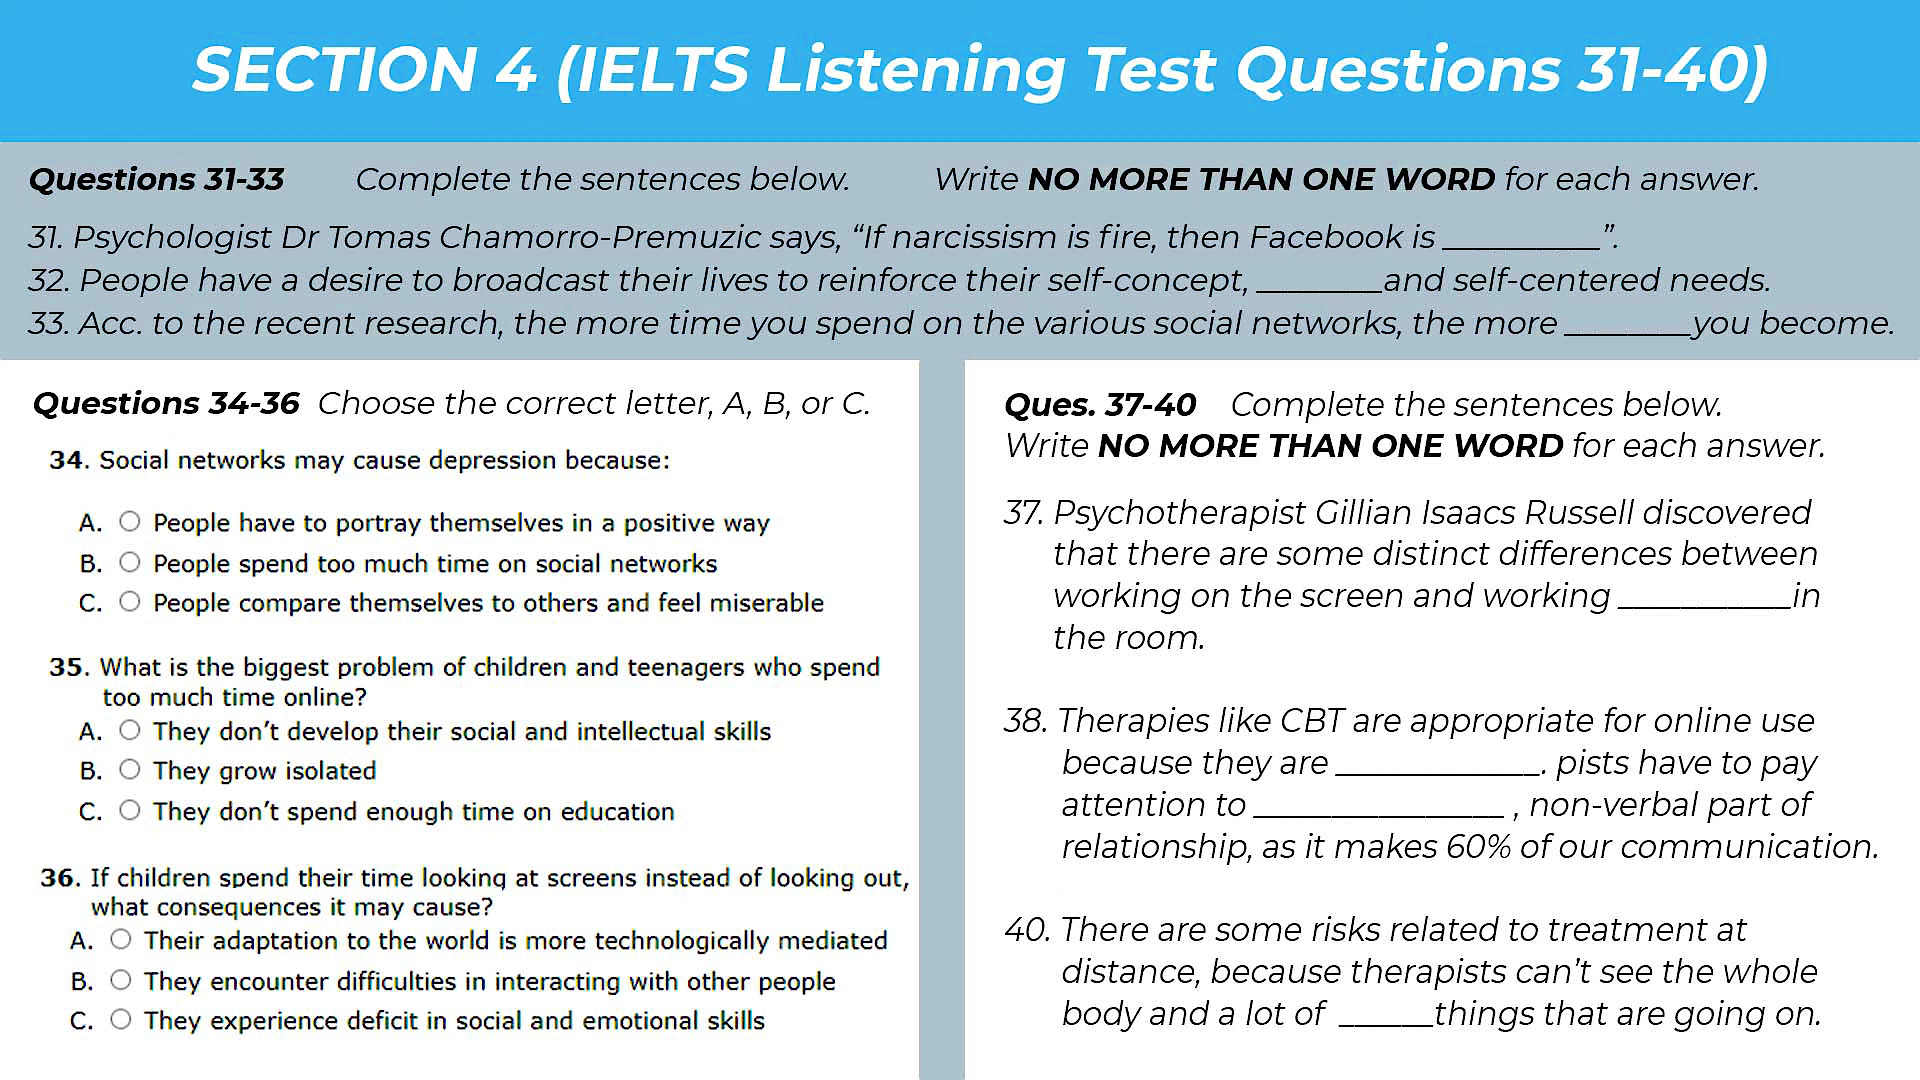 SECTION 4 (IELTS Listening Test Questions 31-40)
Questions 31-33 Complete the sentences below. Write NO MORE THAN ONE WORD for each answer.
31. Psychologist Dr Tomas Chamorro-Premuzic says, “If narcissism is fire, then Facebook is __________”.
32. People have a desire to broadcast their lives to reinforce their self-concept, ________and self-centered needs.
33. Acc. to the recent research, the more time you spend on the various social networks, the more ________you become.
Questions 34-36 Choose the correct letter, A, B, or C.
34. Social networks may cause depression because:
A. People have to portray themselves in a positive way
B. People spend too much time on social networks
C. People compare themselves to others and feel miserable
35. What is the biggest problem of children and teenagers who spend
too much time online?
A. They don’t develop their social and intellectual skills
B. They grow isolated
C. They don’t spend enough time on education
36. If children spend their time looking at screens instead of looking out,
what consequences it may cause?
A. Their adaptation to the world is more technologically mediated
B. They encounter difficulties in interacting with other people
C. They experience deficit in social and emotional skills
Ques. 37-40 Complete the sentences below.
Write NO MORE THAN ONE WORD for each answer.
37. Psychotherapist Gillian Isaacs Russell discovered
that there are some distinct differences between
working on the screen and working ___________in
the room.
38. Therapies like CBT are appropriate for online use
because they are _____________. pists have to pay
attention to ________________ , non-verbal part of
relationship, as it makes 60% of our communication.
40. There are some risks related to treatment at
distance, because therapists can’t see the whole
body and a lot of ______things that are going on.